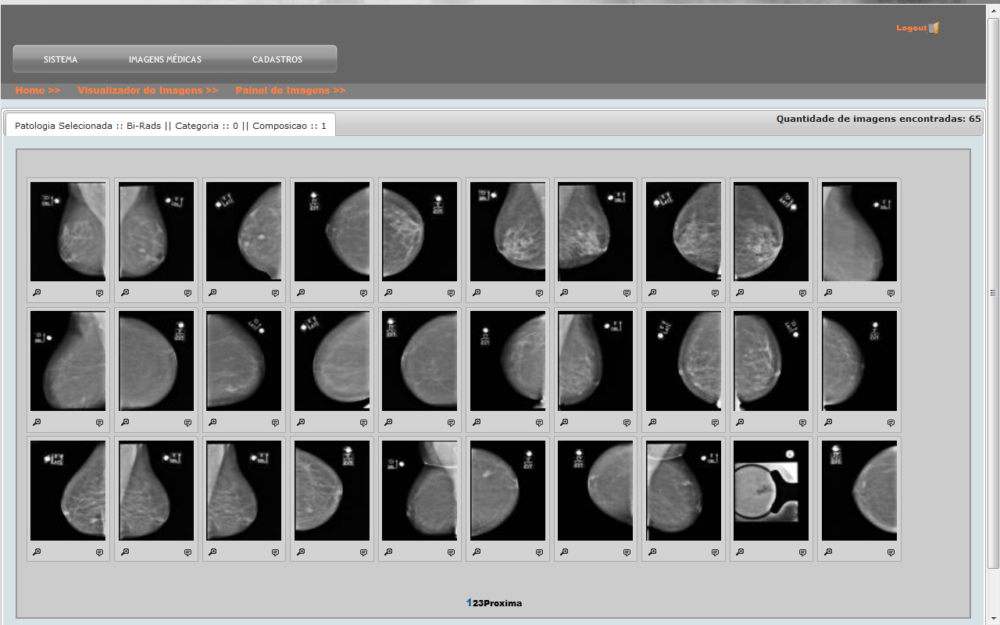 Logout
SISTEMA IMAGENS MÉDICAS CADASTROS
Home >> Visualizador de Imagens >> Painel de Imagens >>
Patologia Selecionada :: Bi-Rads || Categoria :: 0 || Composicao :: 1
Quantidade de imagens encontradas: 65
123Proxima